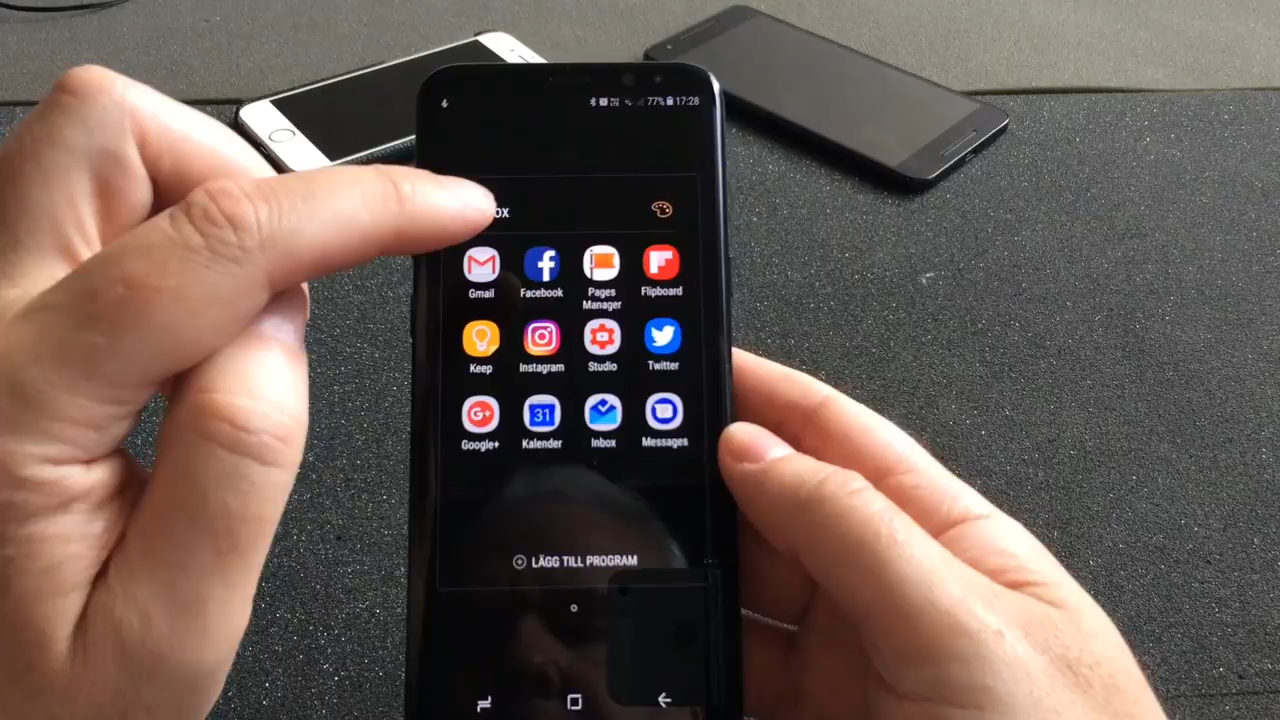 77% 17:28
ox
Gmail Facebook Pages Manager Flipboard
Keep Instagram Studio Twitter
G+ 31
Google+ Kalender Inbox Messages
LÄGG TILL PROGRAM